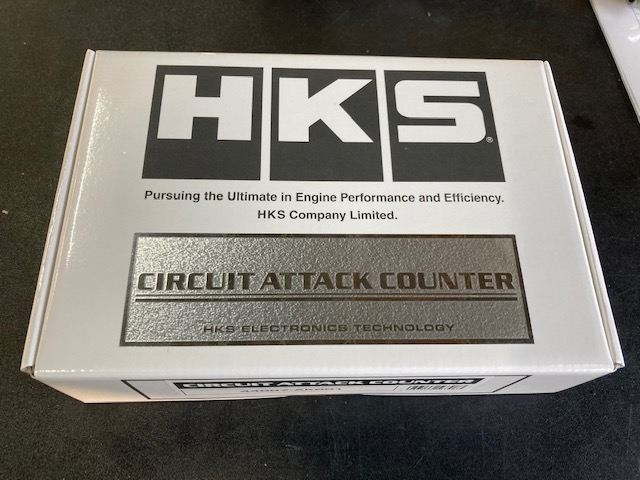 HKS®
Pursuing the Ultimate in Engine Performance and Efficiency.
HKS Company Limited.
CIRCUIT ATTACK COUNTER
HKS ELECTRONICS TECHNOLOGY
CIRCUIT ATTACK COUNTER